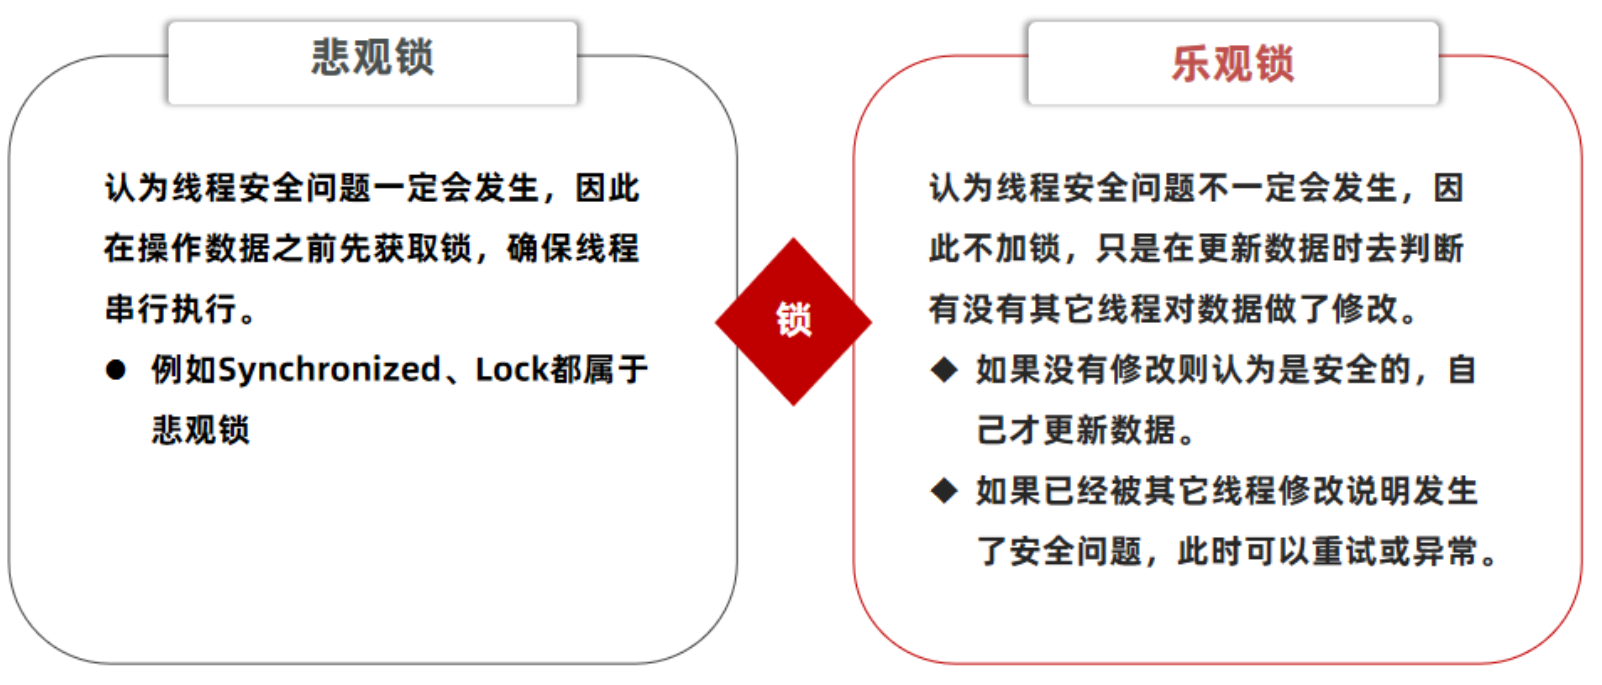 悲观锁
认为线程安全问题一定会发生，因此
在操作数据之前先获取锁，确保线程
串行执行。
● 例如Synchronized、Lock都属于
悲观锁
锁
乐观锁
认为线程安全问题不一定会发生，因
此不加锁，只是在更新数据时去判断
有没有其它线程对数据做了修改。
◆ 如果没有修改则认为是安全的，自
己才更新数据。
◆ 如果已经被其它线程修改说明发生
了安全问题，此时可以重试或异常。